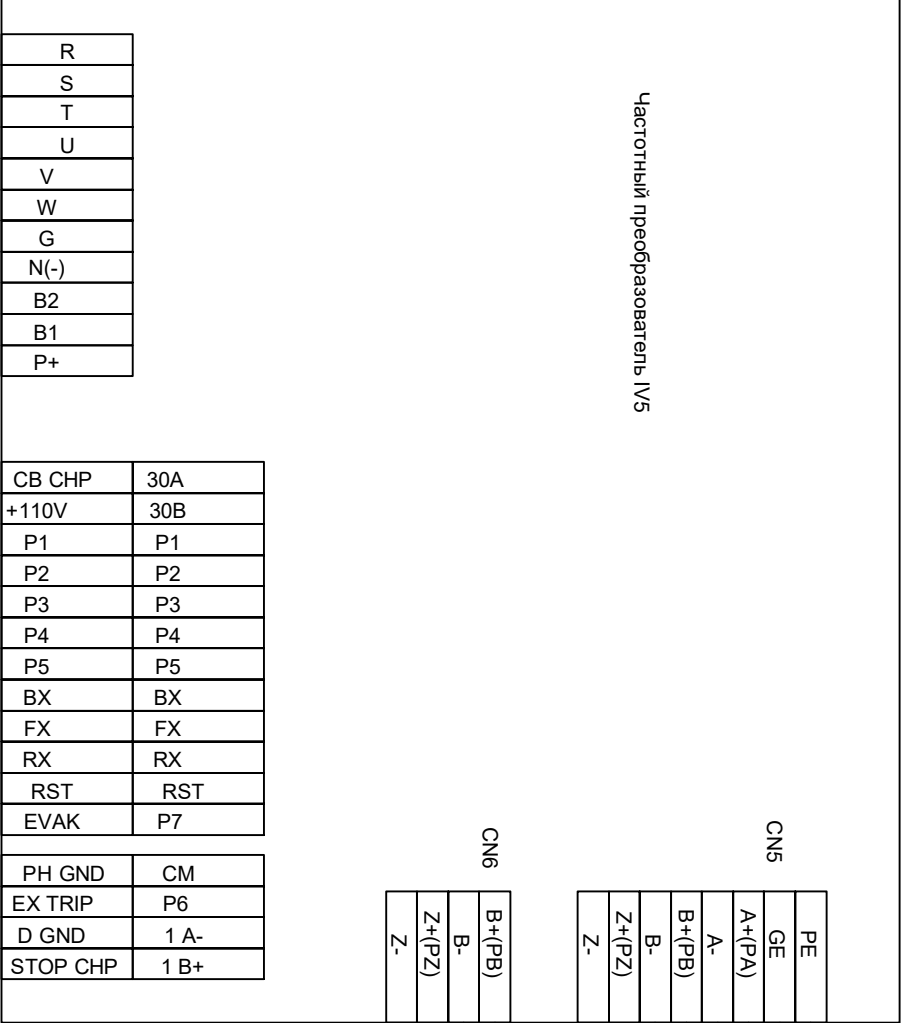 R
S
T
U
V
W
G
N(-)
B2
B1
P+
Частотный преобразователь IV5
CB CHP 30A
+110V 30B
P1 P1
P2 P2
P3 P3
P4 P4
P5 P5
BX BX
FX FX
RX RX
RST RST
EVAK P7
PH GND CM
EX TRIP P6
D GND 1 A-
STOP CHP 1 B+
CN6
Z-
Z+(PZ)
B-
B+(PB)
CN5
Z-
Z+(PZ)
B-
B+(PB)
A-
A+(PA)
GE
PE